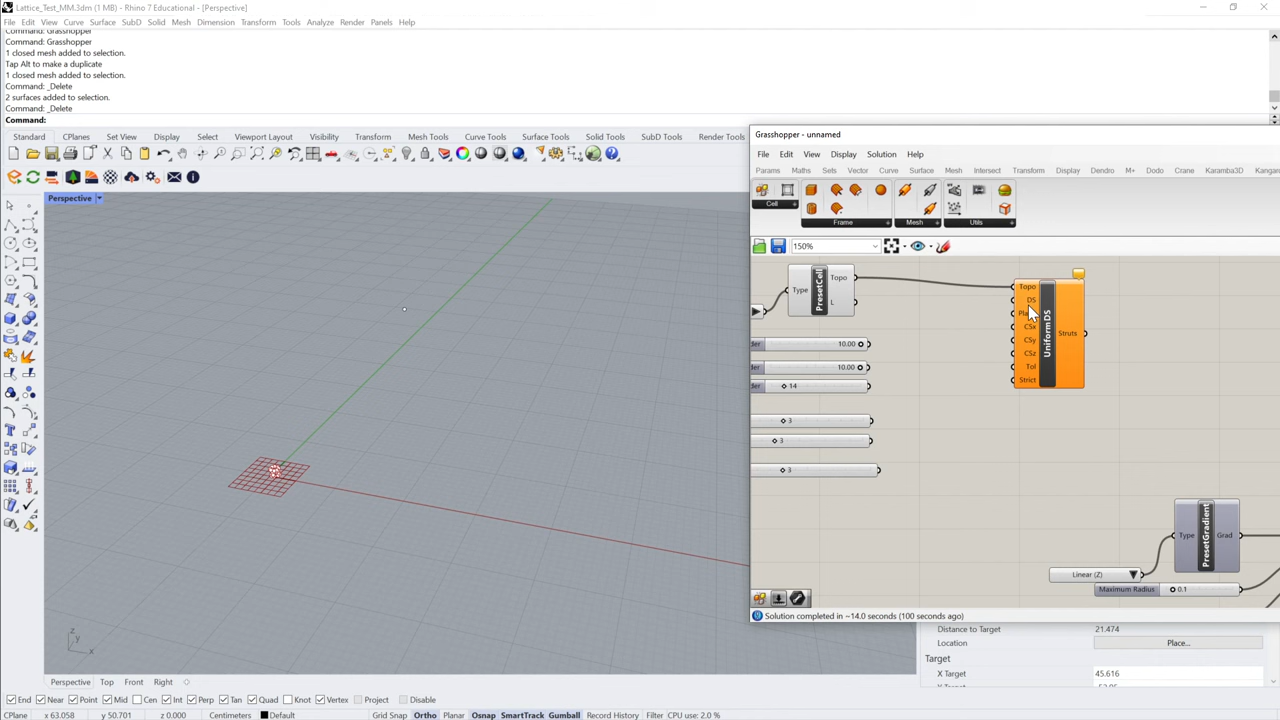 Lattice_Test_MM.3dm (1 MB) - Rhino 7 Educational - [Perspective]
File Edit View Curve Surface Solid Mesh SubD Dimension Transform Tools Analyze Render Panels Help
Command: Grasshopper
Command: Grasshopper
1 closed mesh added to selection.
Tap Alt to make a duplicate
1 closed mesh added to selection.
Command: _Delete
2 surfaces added to selection.
Command: _Delete
Command:
Standard CPlanes Set View Display Select Viewport Layout Visibility Transform Mesh Tools Curve Tools Surface Tools Solid Tools SubD Tools Render Tools
Grasshopper - unnamed
File Edit View Display Solution Help
Params Maths Sets Vector Curve Surface Mesh Intersect Transform Display Dendro M+ Dodo Crane Karamba3D Kangar
Cell Frame Mesh Utils
150%
Perspective
Type PresetCell Topo
L
der 10.00
der 10.00
der 14
3
3
3
Topo
DS
Pla
CSx
CSy
CSz
Tol
Strict
UniformDS
Struts
Type PresetGradient Grad
Linear (Z)
Maximum Radius 0.1
Solution completed in ~14.0 seconds (100 seconds ago)
Distance to Target 21.474
Location Place...
Target
X Target 45.616
z
y
x
Perspective Top Front Right
End Near Point Mid Cen Int Perp Tan Quad Knot Vertex Project Disable
CPlane x 63.058 y 50.701 z 0.000 Centimeters Default Grid Snap Ortho Planar Osnap SmartTrack Gumball Record History Filter CPU use: 2.0 %